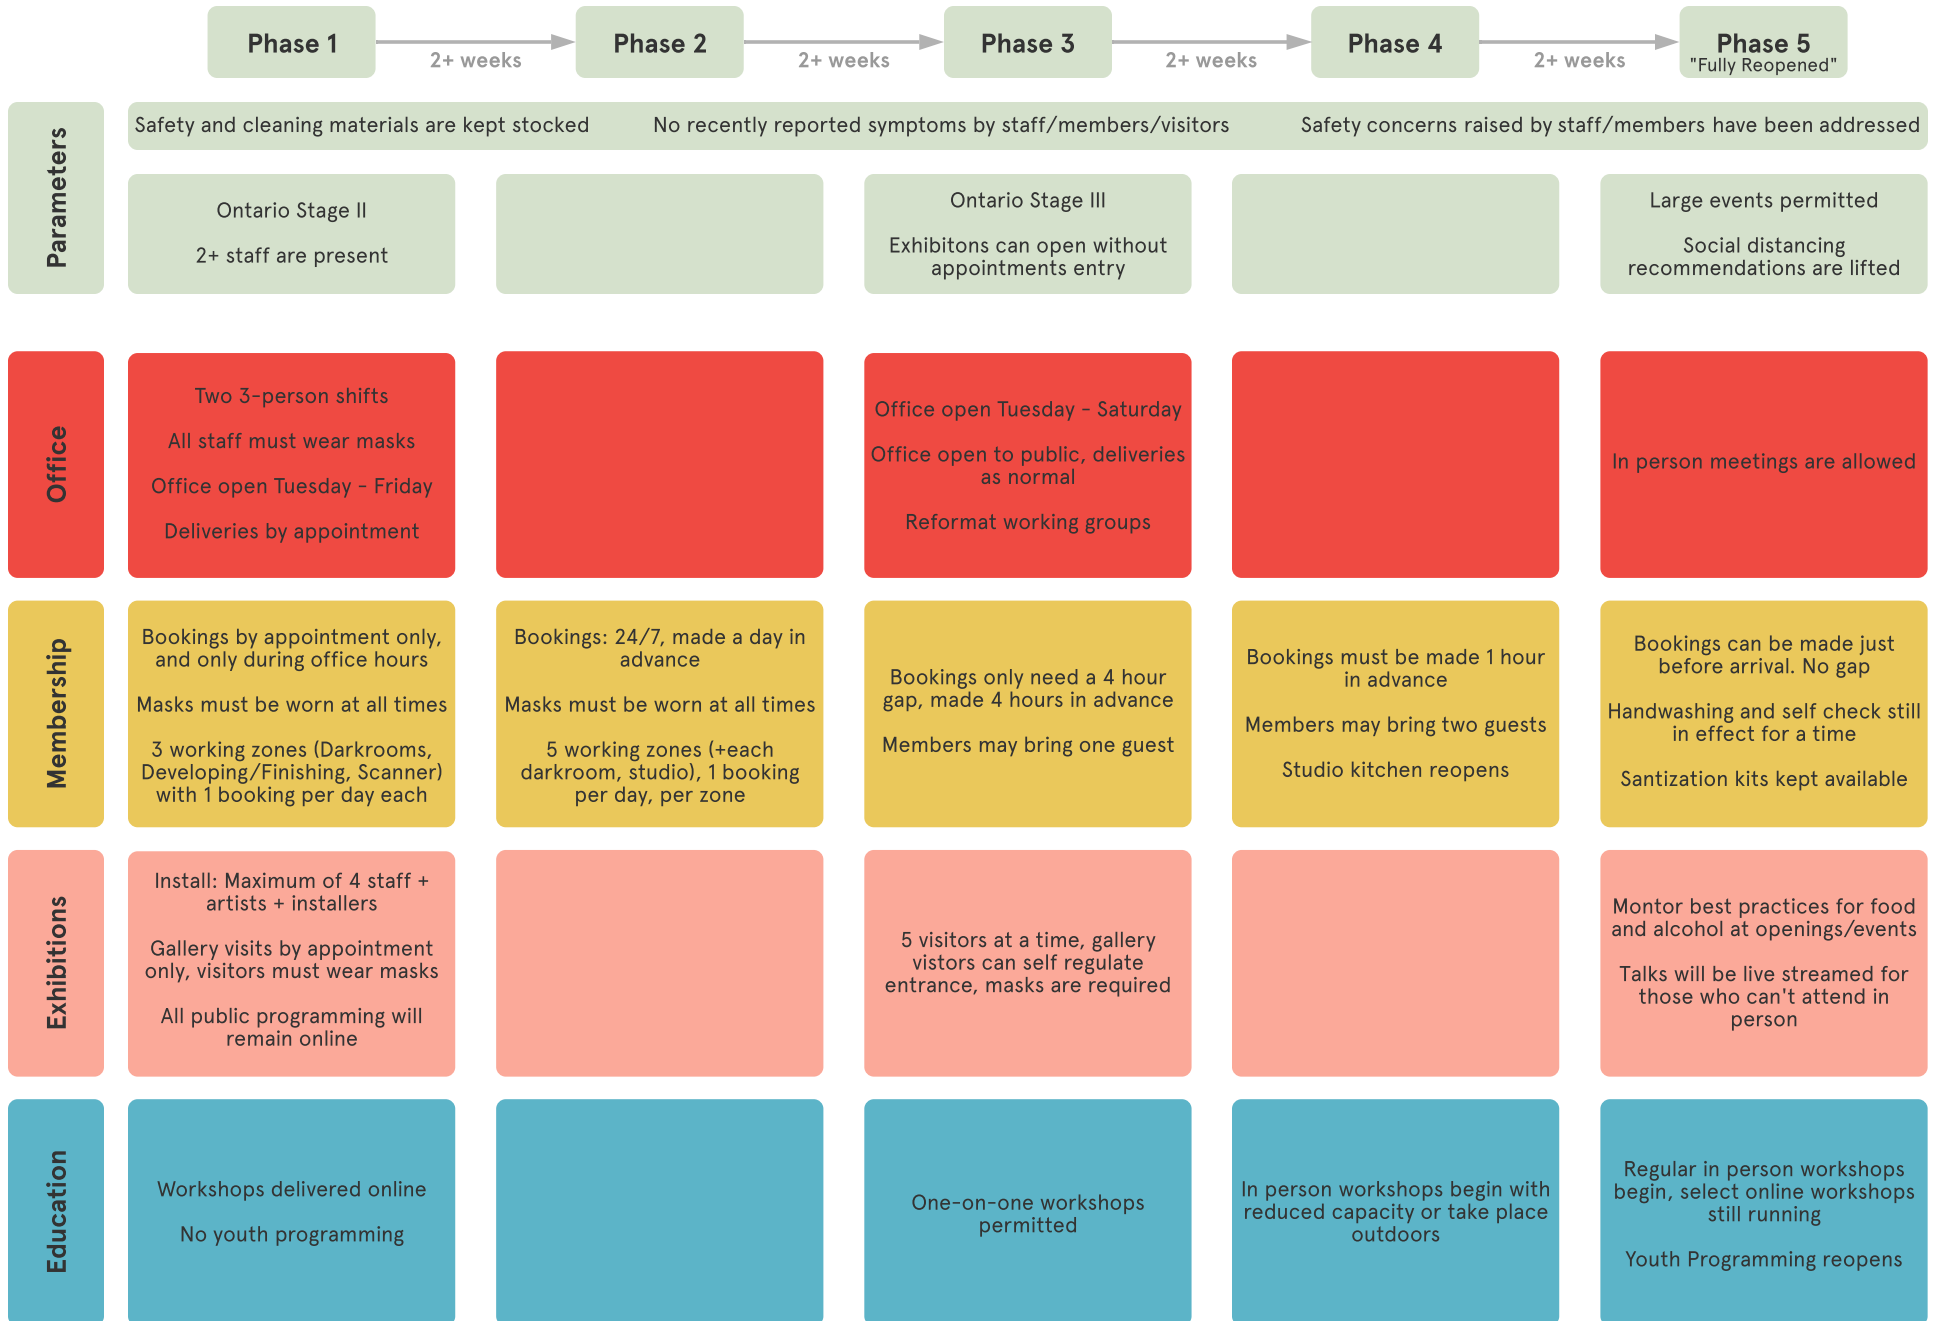 Phase 1
2+ weeks
Phase 2
2+ weeks
Phase 3
2+ weeks
Phase 4
2+ weeks
Phase 5
"Fully Reopened"
Parameters
Safety and cleaning materials are kept stocked
No recently reported symptoms by staff/members/visitors
Safety concerns raised by staff/members have been addressed
Ontario Stage II
2+ staff are present
Ontario Stage III
Exhibitons can open without
appointments entry
Large events permitted
Social distancing
recommendations are lifted
Office
Two 3-person shifts
All staff must wear masks
Office open Tuesday - Friday
Deliveries by appointment
Office open Tuesday - Saturday
Office open to public, deliveries
as normal
Reformat working groups
In person meetings are allowed
Membership
Bookings by appointment only,
and only during office hours
Masks must be worn at all times
3 working zones (Darkrooms,
Developing/Finishing, Scanner)
with 1 booking per day each
Bookings: 24/7, made a day in
advance
Masks must be worn at all times
5 working zones (+each
darkroom, studio), 1 booking
per day, per zone
Bookings only need a 4 hour
gap, made 4 hours in advance
Members may bring one guest
Bookings must be made 1 hour
in advance
Members may bring two guests
Studio kitchen reopens
Bookings can be made just
before arrival. No gap
Handwashing and self check still
in effect for a time
Santization kits kept available
Exhibitions
Install: Maximum of 4 staff +
artists + installers
Gallery visits by appointment
only, visitors must wear masks
All public programming will
remain online
5 visitors at a time, gallery
vistors can self regulate
entrance, masks are required
Montor best practices for food
and alcohol at openings/events
Talks will be live streamed for
those who can't attend in
person
Education
Workshops delivered online
No youth programming
One-on-one workshops
permitted
In person workshops begin with
reduced capacity or take place
outdoors
Regular in person workshops
begin, select online workshops
still running
Youth Programming reopens